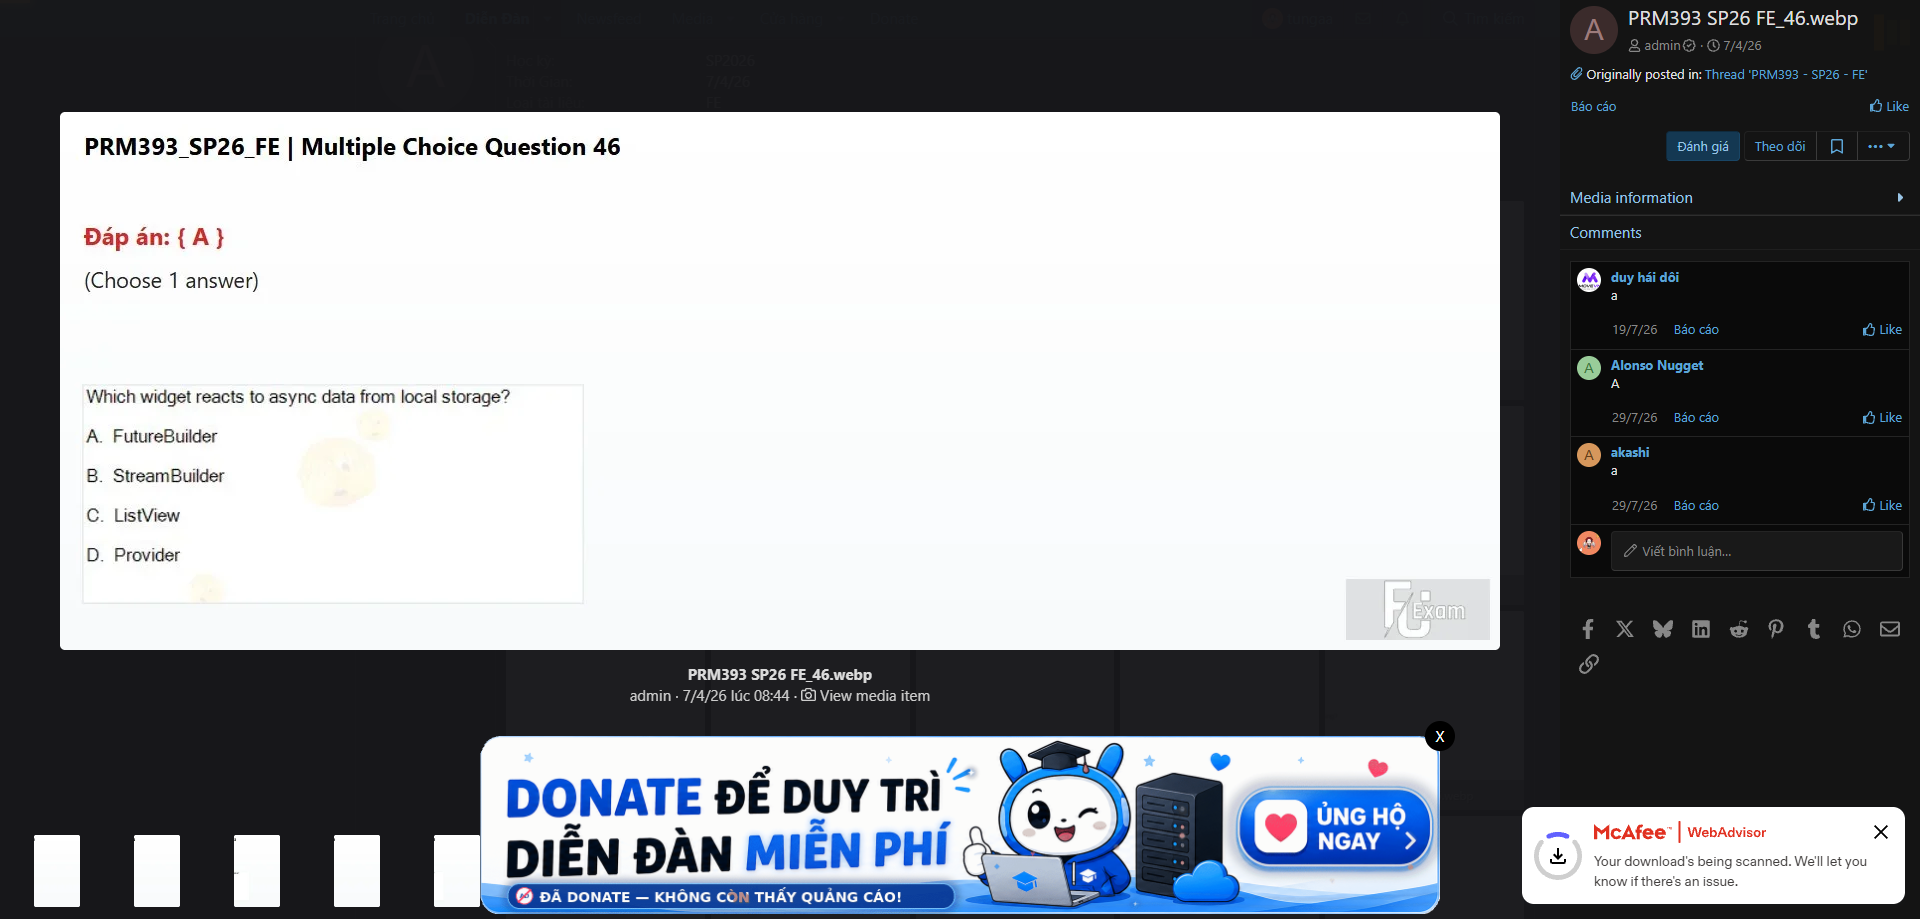 PRM393_SP26_FE | Multiple Choice Question 46
Đáp án: { A }
(Choose 1 answer)
Which widget reacts to async data from local storage?
A. FutureBuilder
B. StreamBuilder
C. ListView
D. Provider
Exam
PRM393 SP26 FE_46.webp
admin · 7/4/26 lúc 08:44 · View media item
X
DONATE ĐỂ DUY TRÌ
DIỄN ĐÀN MIỄN PHÍ
ĐÃ DONATE — KHÔNG CÒN THẤY QUẢNG CÁO!
ỦNG HỘ
NGAY
A
PRM393 SP26 FE_46.webp
admin · 7/4/26
Originally posted in: Thread 'PRM393 - SP26 - FE'
Báo cáo
Like
Đánh giá
Theo dõi
Media information
Comments
duy hái dôi
a
19/7/26 Báo cáo Like
A
Alonso Nugget
A
29/7/26 Báo cáo Like
A
akashi
a
29/7/26 Báo cáo Like
Viết bình luận...
McAfee | WebAdvisor
Your download's being scanned. We'll let you
know if there's an issue.